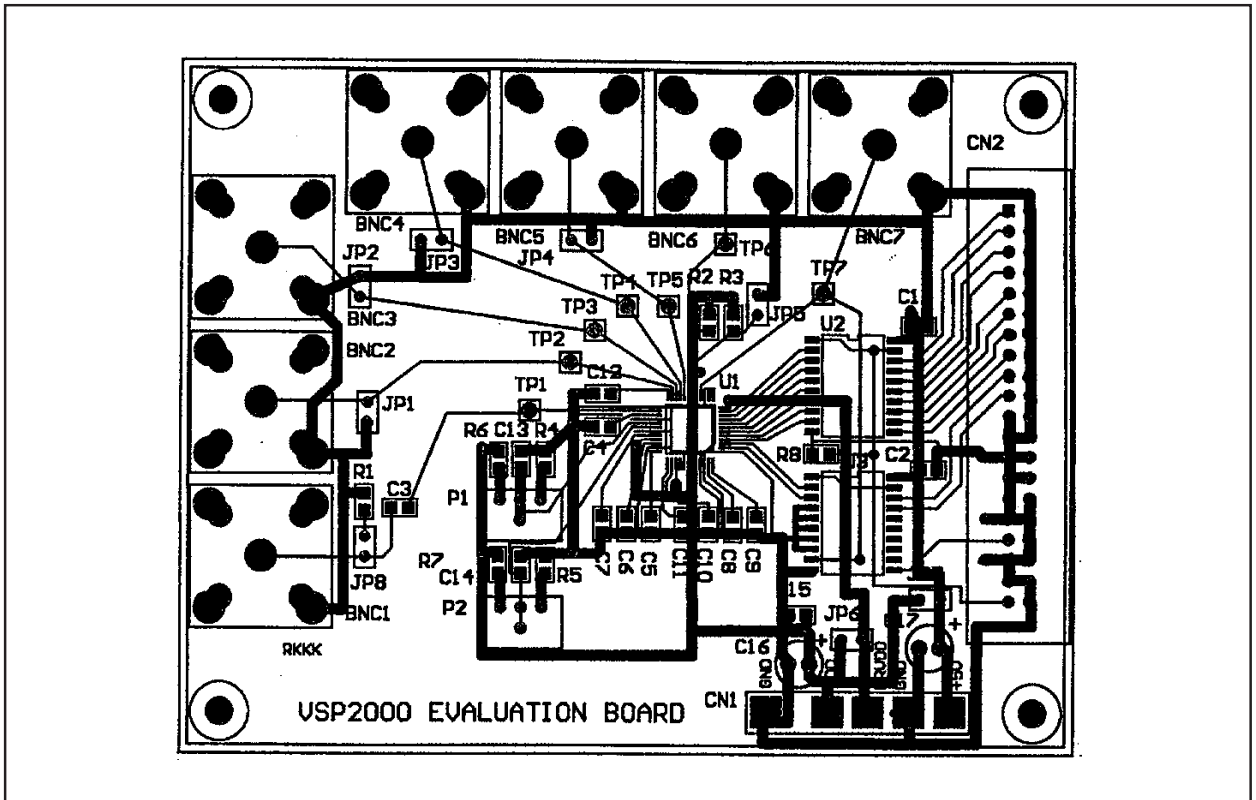 CN2
BNC4
BNC5
BNC6
BNC7
JP2
JP3
JP4
TP6
TP4
TP5
R2
R3
TP7
TP3
JP5
C1
BNC3
U2
BNC2
TP2
C12
U1
JP1
TP1
R6
C13
R4
C4
R8
C2
R1
C3
P1
R7
C14
R5
C7
C6
C5
C11
C10
C8
C9
JP8
P2
15
JP6
17
+
BNC1
RKKK
C16
+
GND
RVDD
GND
+5V
CN1
VSP2000 EVALUATION BOARD